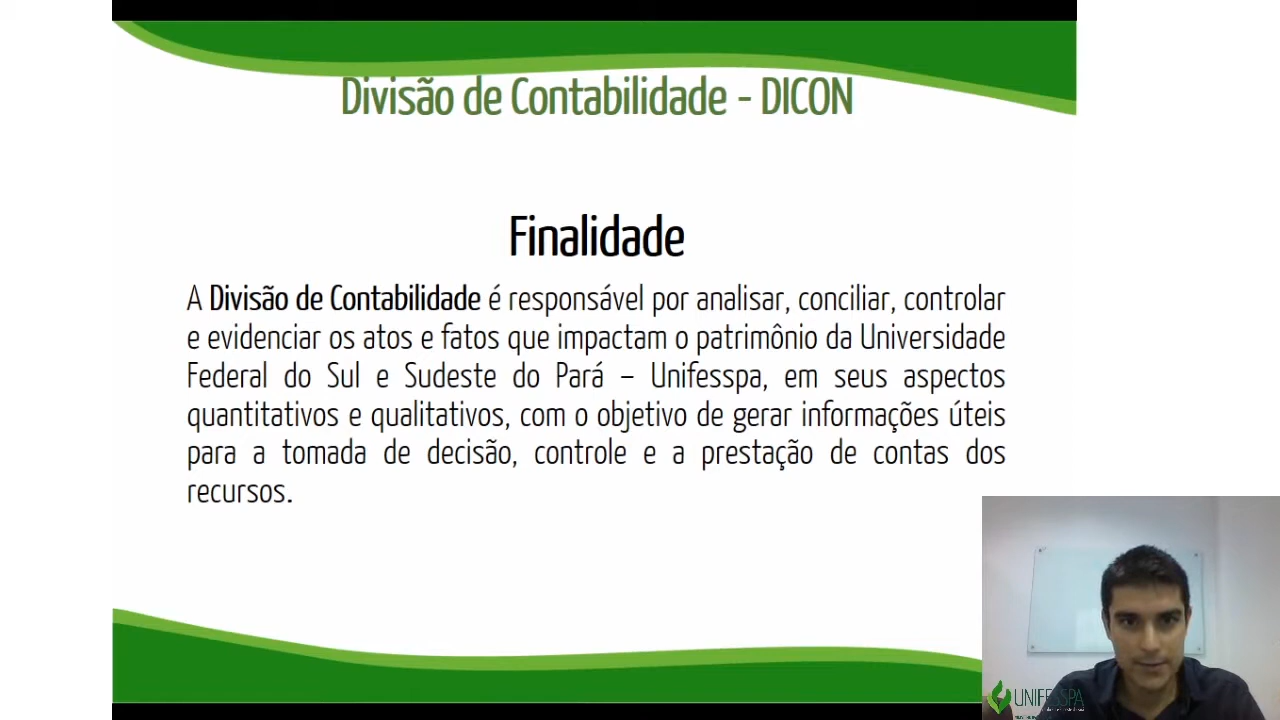 Divisão de Contabilidade - DICON
Finalidade
A Divisão de Contabilidade é responsável por analisar, conciliar, controlar
e evidenciar os atos e fatos que impactam o patrimônio da Universidade
Federal do Sul e Sudeste do Pará – Unifesspa, em seus aspectos
quantitativos e qualitativos, com o objetivo de gerar informações úteis
para a tomada de decisão, controle e a prestação de contas dos
recursos.
UNIFESSPA